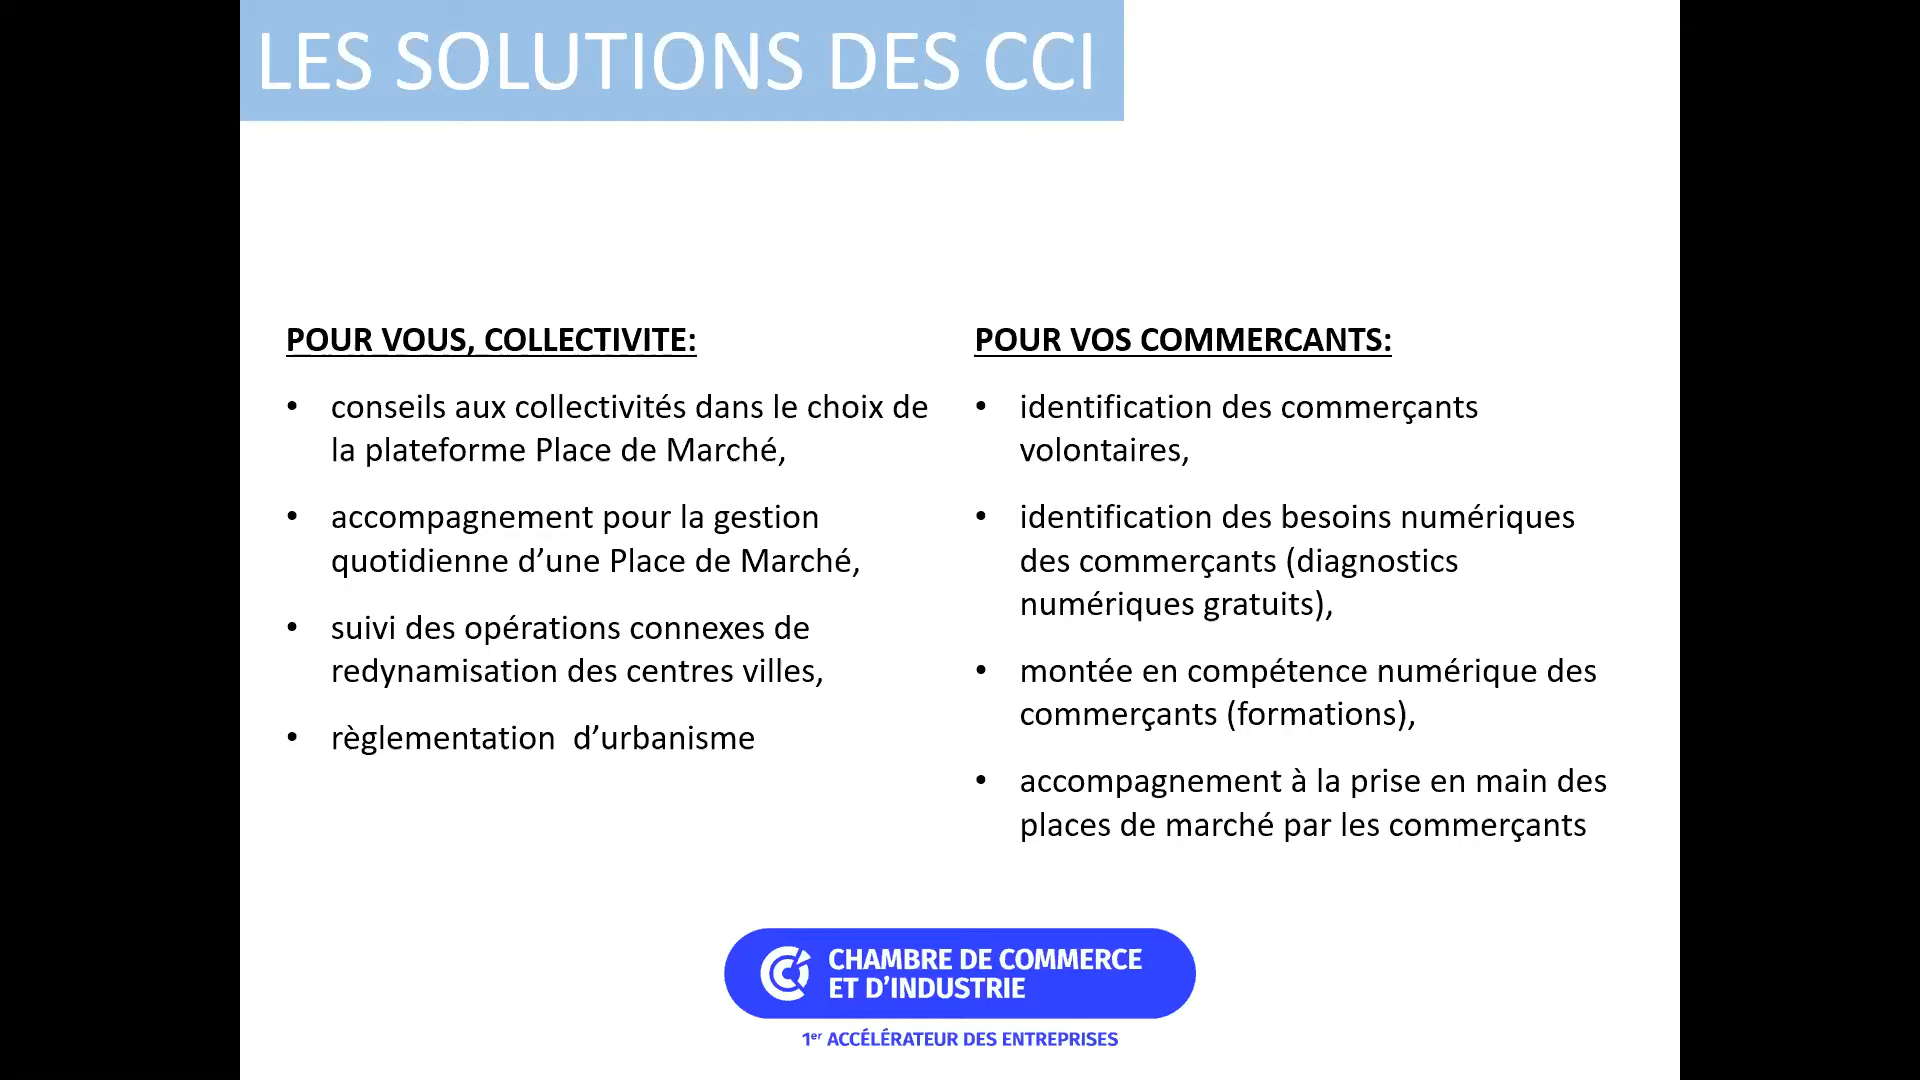 LES SOLUTIONS DES CCI
POUR VOUS, COLLECTIVITE:
• conseils aux collectivités dans le choix de
la plateforme Place de Marché,
• accompagnement pour la gestion
quotidienne d’une Place de Marché,
• suivi des opérations connexes de
redynamisation des centres villes,
• règlementation  d’urbanisme
POUR VOS COMMERCANTS:
• identification des commerçants
volontaires,
• identification des besoins numériques
des commerçants (diagnostics
numériques gratuits),
• montée en compétence numérique des
commerçants (formations),
• accompagnement à la prise en main des
places de marché par les commerçants
CHAMBRE DE COMMERCE
ET D’INDUSTRIE
1er ACCÉLÉRATEUR DES ENTREPRISES